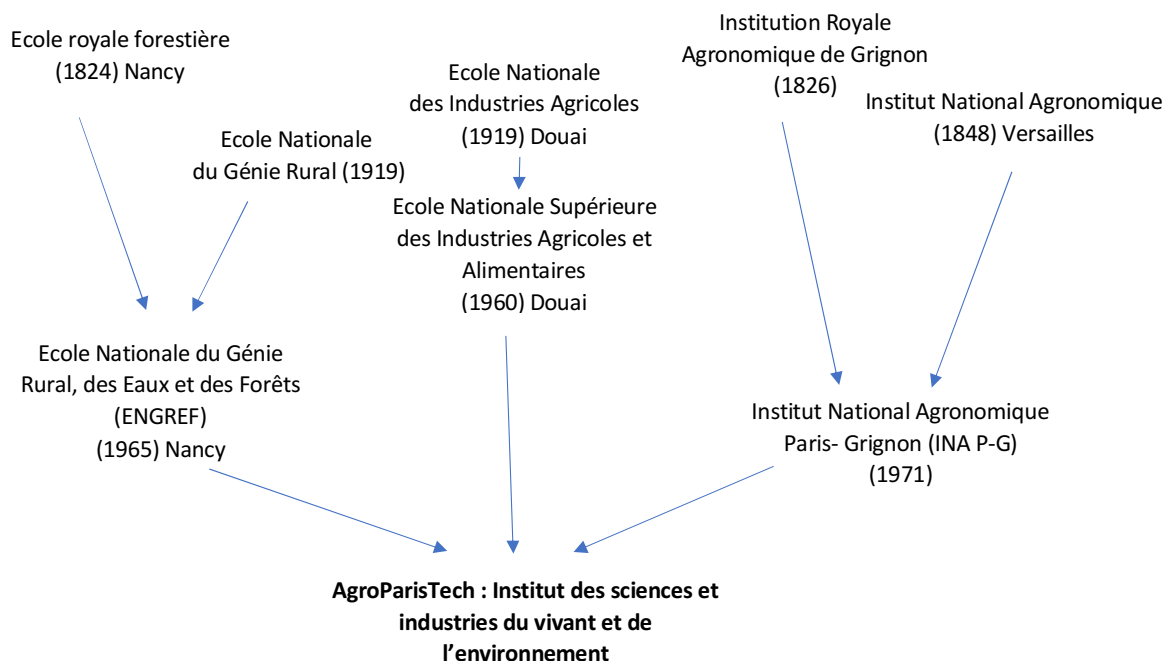 Ecole royale forestière
(1824) Nancy
Ecole Nationale
du Génie Rural (1919)
Ecole Nationale
des Industries Agricoles
(1919) Douai
Institution Royale
Agronomique de Grignon
(1826)
Institut National Agronomique
(1848) Versailles
Ecole Nationale Supérieure
des Industries Agricoles et
Alimentaires
(1960) Douai
Ecole Nationale du Génie
Rural, des Eaux et des Forêts
(ENGREF)
(1965) Nancy
Institut National Agronomique
Paris- Grignon (INA P-G)
(1971)
AgroParisTech : Institut des sciences et
industries du vivant et de
l’environnement